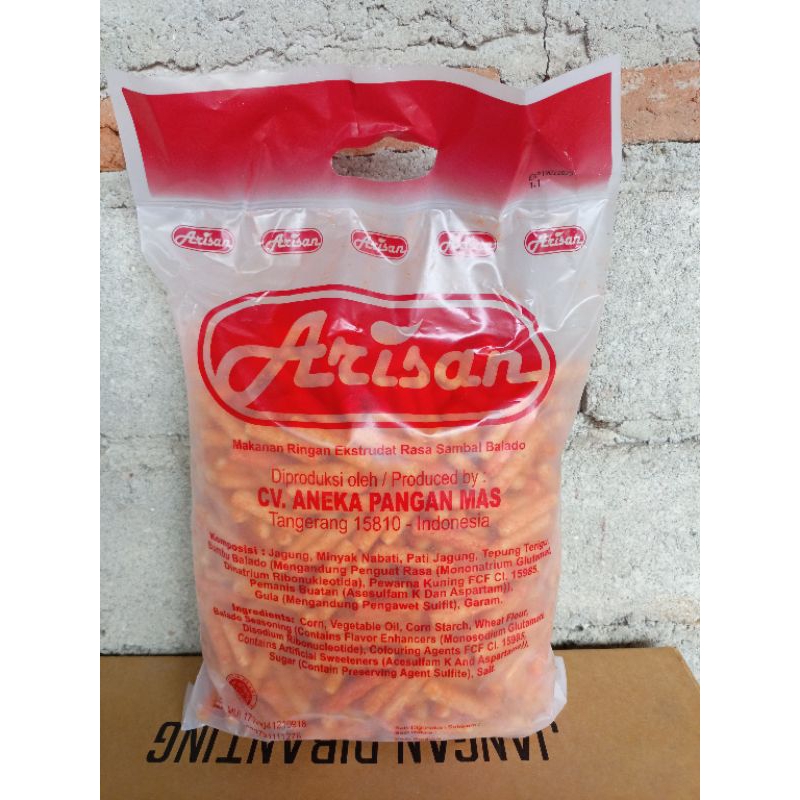 Arisan Arisan Arisan Arisan Arisan
Arisan
Makanan Ringan Ekstrudat Rasa Sambal Balado
Diproduksi oleh / Produced by :
CV. ANEKA PANGAN MAS
Tangerang 15810 - Indonesia
Komposisi : Jagung, Minyak Nabati, Pati Jagung, Tepung Terigu,
Bumbu Balado (Mengandung Penguat Rasa (Mononatrium Glutamat,
Dinatrium Ribonukleotida), Pewarna Kuning FCF CI. 15985,
Pemanis Buatan (Asesulfam K Dan Aspartam)),
Gula (Mengandung Pengawet Sulfit), Garam.
Ingredients: Corn, Vegetable Oil, Corn Starch, Wheat Flour,
Balado Seasoning (Contains Flavor Enhancers (Monosodium Glutamat,
Disodium Ribonucleotide), Colouring Agents FCF CI. 15985,
Contains Artificial Sweeteners (Acesulfam K And Aspartame)),
Sugar (Contain Preserving Agent Sulfite), Salt
JANGAN DIBANTING